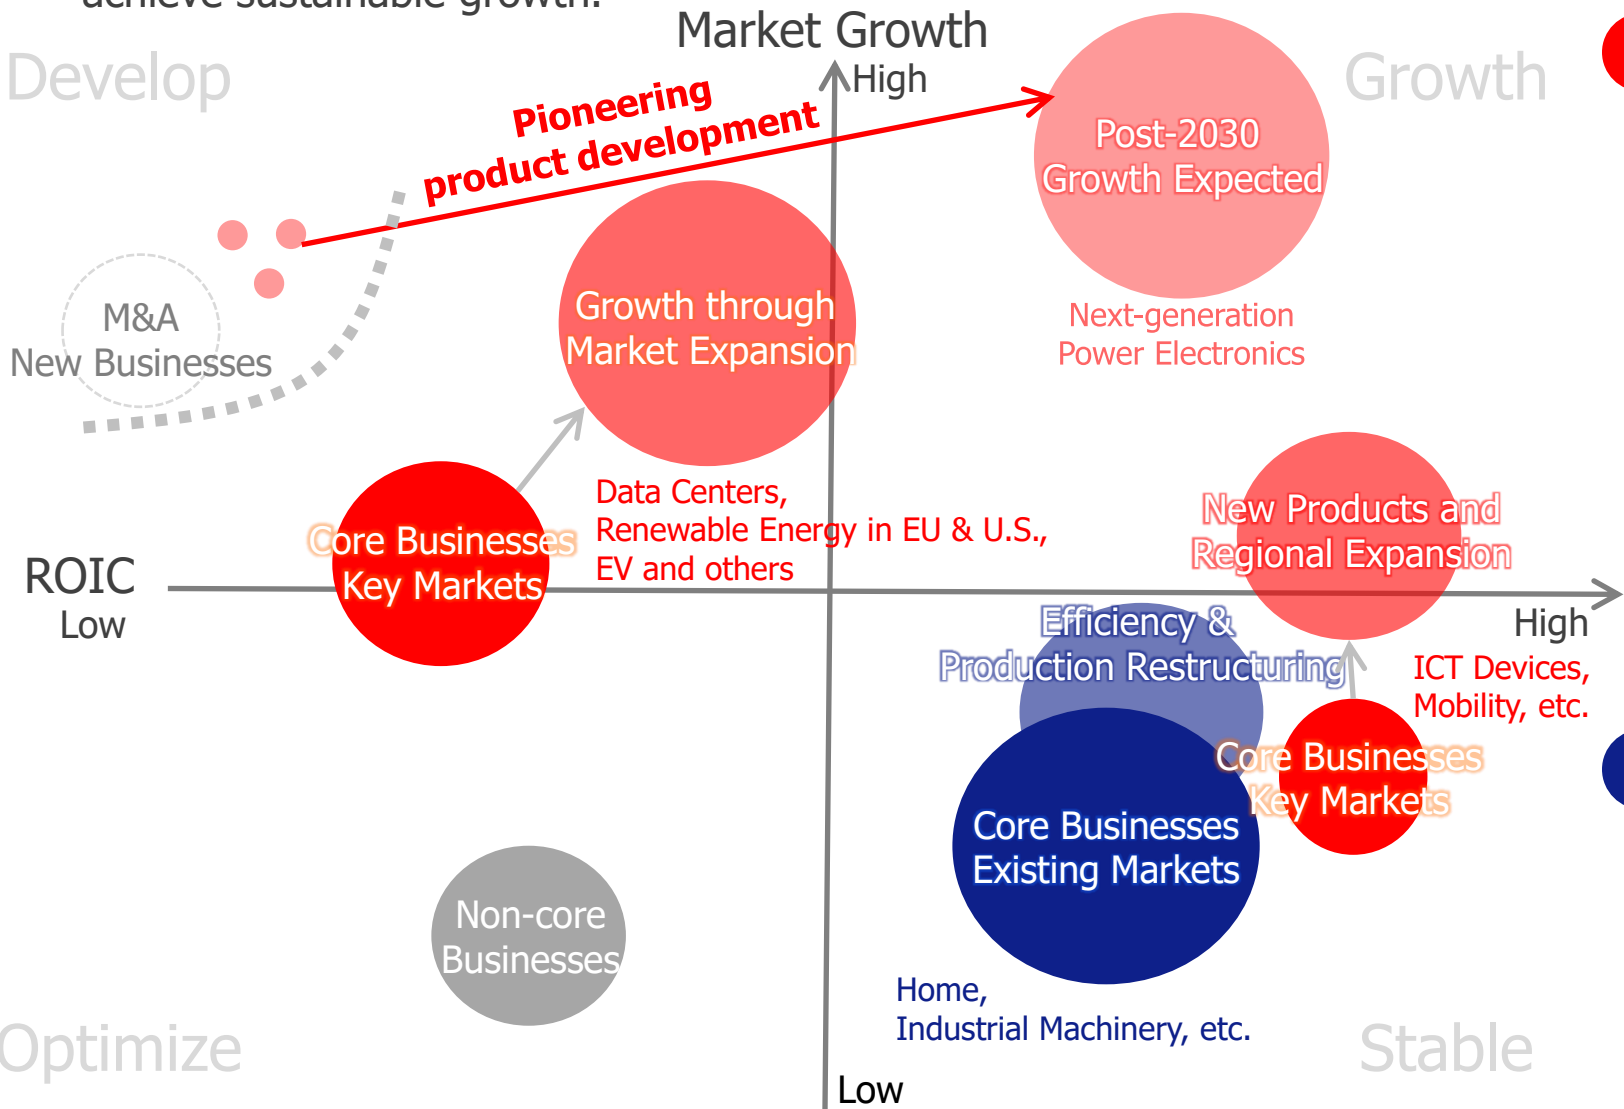 achieve sustainable growth.
Market Growth
High
Develop
Growth
Pioneering
product development
Post-2030
Growth Expected
Next-generation
Power Electronics
M&A
New Businesses
Growth through
Market Expansion
Data Centers,
Renewable Energy in EU & U.S.,
EV and others
Core Businesses
Key Markets
New Products and
Regional Expansion
ROIC
Low
High
Efficiency &
Production Restructuring
ICT Devices,
Mobility, etc.
Core Businesses
Key Markets
Core Businesses
Existing Markets
Non-core
Businesses
Home,
Industrial Machinery, etc.
Optimize
Stable
Low